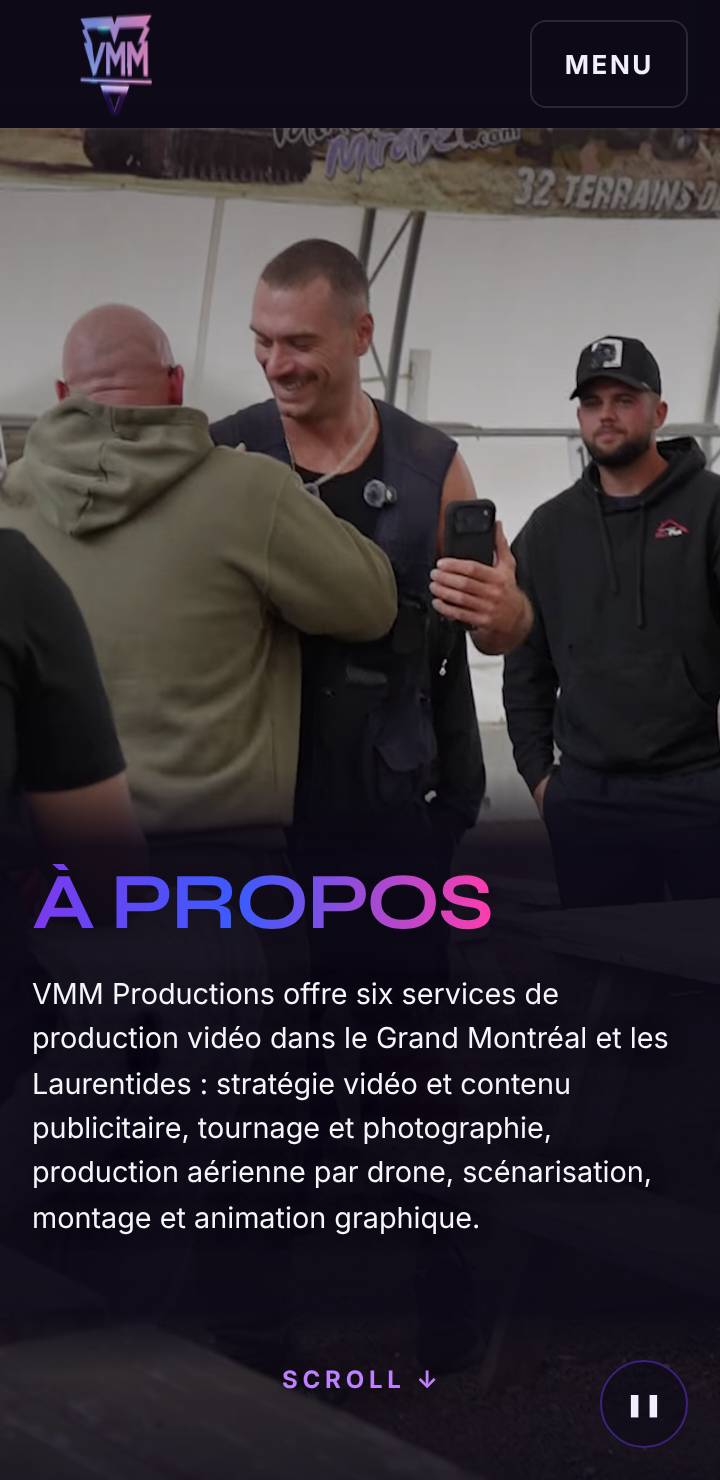 VMM
MENU
Mirabel.com
32 TERRAINS
À PROPOS
VMM Productions offre six services de
production vidéo dans le Grand Montréal et les
Laurentides : stratégie vidéo et contenu
publicitaire, tournage et photographie,
production aérienne par drone, scénarisation,
montage et animation graphique.
SCROLL ↓